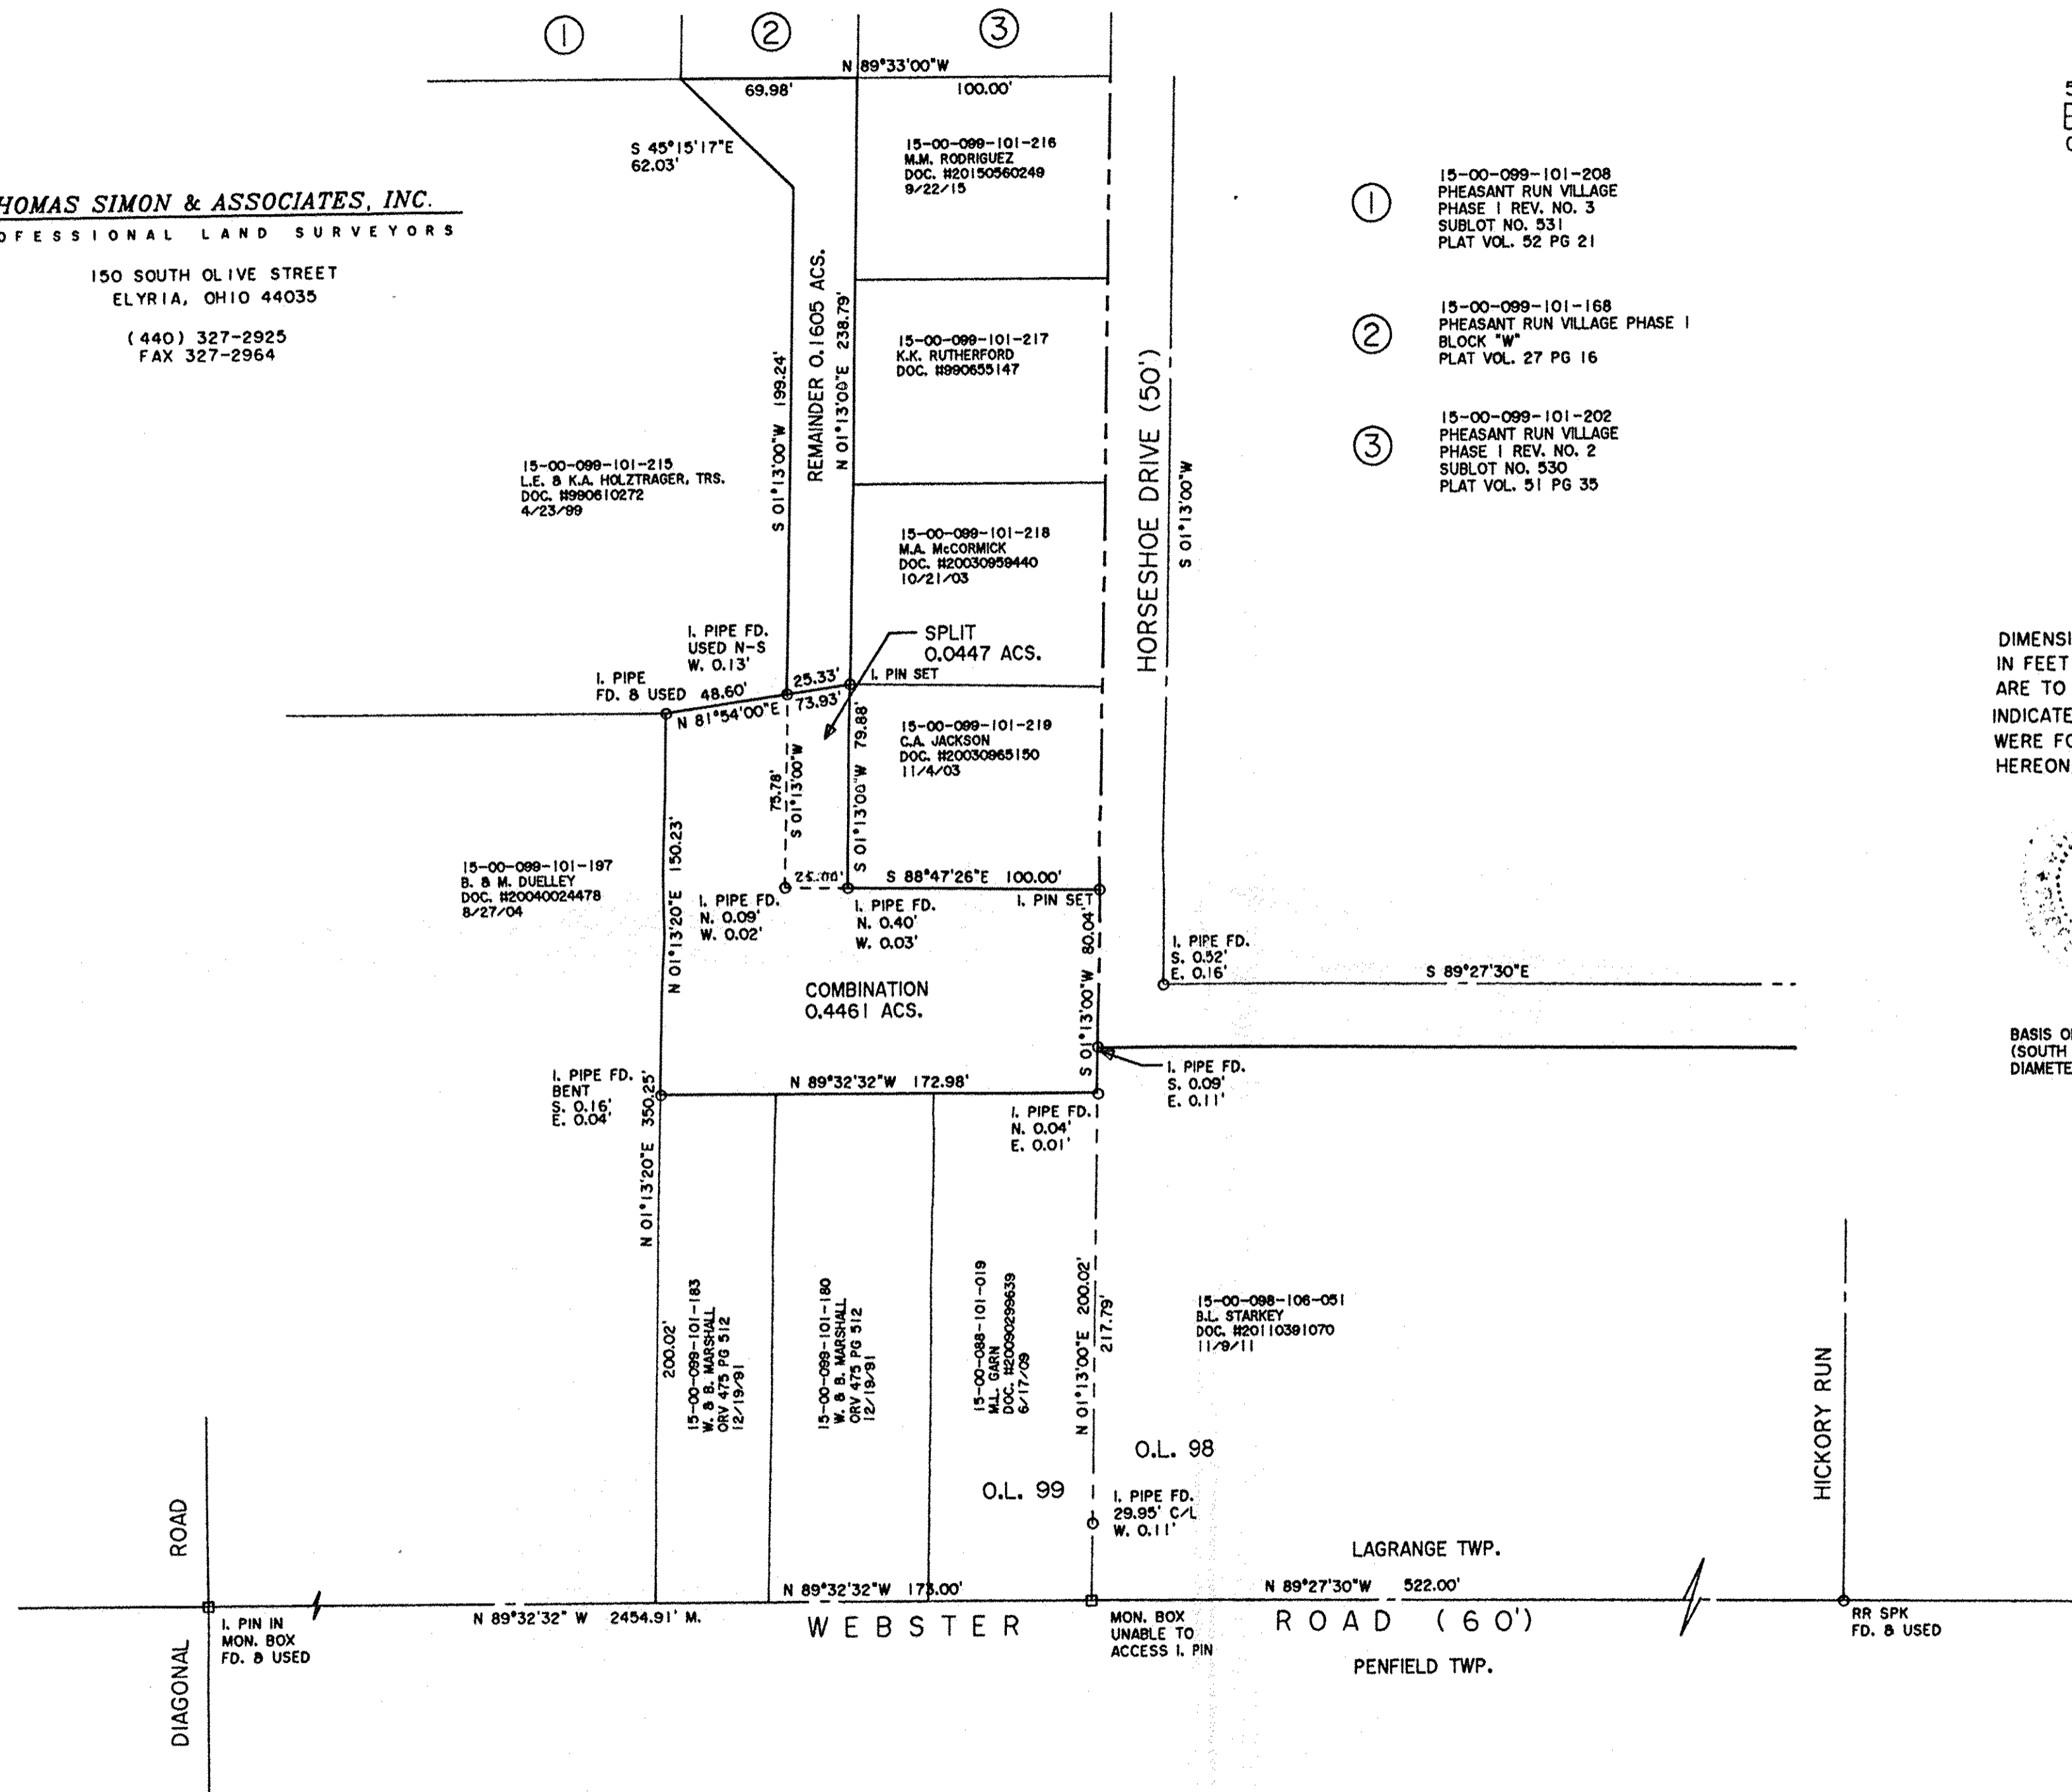 1
2
3
N 89°33'00"W
69.98'
100.00'
S 45°15'17"E
62.03'
HOMAS SIMON & ASSOCIATES, INC.
OFESSIONAL LAND SURVEYORS
150 SOUTH OLIVE STREET
ELYRIA, OHIO 44035
(440) 327-2925
FAX 327-2964
15-00-099-101-216
M.M. RODRIGUEZ
DOC. #20150560249
9/22/15
1
15-00-099-101-208
PHEASANT RUN VILLAGE
PHASE I REV. NO. 3
SUBLOT NO. 531
PLAT VOL. 52 PG 21
2
15-00-099-101-168
PHEASANT RUN VILLAGE PHASE I
BLOCK "W"
PLAT VOL. 27 PG 16
3
15-00-099-101-202
PHEASANT RUN VILLAGE
PHASE I REV. NO. 2
SUBLOT NO. 530
PLAT VOL. 51 PG 35
S 01°13'00"W 199.24'
REMAINDER 0.1605 ACS.
N 01°13'00"E 238.79'
15-00-099-101-217
K.K. RUTHERFORD
DOC. #990655147
HORSESHOE DRIVE (50')
S 01°13'00"W
15-00-099-101-215
L.E. & K.A. HOLZTRAGER, TRS.
DOC. #990610272
4/23/99
15-00-099-101-218
M.A. McCORMICK
DOC. #20030959440
10/21/03
I. PIPE FD.
USED N-S
W. 0.13'
SPLIT
0.0447 ACS.
I. PIPE
FD. & USED
48.60'
25.33'
I. PIN SET
N 81°54'00"E
73.93'
15-00-099-101-219
C.A. JACKSON
DOC. #20030965150
11/4/03
75.78'
S 01°13'00"W
S 01°13'00"W 79.88'
DIMENSI
IN FEET
ARE TO
INDICATE
WERE FO
HEREON
15-00-099-101-197
B. & M. DUELLEY
DOC. #20040024478
8/27/04
N 01°13'20"E 150.23'
25.00'
S 88°47'26"E 100.00'
I. PIN SET
I. PIPE FD.
N. 0.09'
W. 0.02'
I. PIPE FD.
N. 0.40'
W. 0.03'
S 01°13'00"W 80.04'
I. PIPE FD.
S. 0.52'
E. 0.16'
S 89°27'30"E
COMBINATION
0.4461 ACS.
BASIS O
(SOUTH
DIAMETE
I. PIPE FD.
BENT
S. 0.16'
E. 0.04'
N 89°32'32"W 172.98'
I. PIPE FD.
S. 0.09'
E. 0.11'
I. PIPE FD.
N. 0.04'
E. 0.01'
N 01°13'20"E 350.25'
200.02'
15-00-099-101-183
W. & B. MARSHALL
ORV 475 PG 512
12/19/91
15-00-099-101-180
W. & B. MARSHALL
ORV 475 PG 512
12/19/91
15-00-088-101-019
M.L. GARN
DOC. #20090299639
6/17/09
N 01°13'00"E 200.02'
217.79'
15-00-098-106-051
B.L. STARKEY
DOC. #20110391070
11/9/11
HICKORY RUN
O.L. 98
O.L. 99
I. PIPE FD.
29.95' C/L
W. 0.11'
LAGRANGE TWP.
DIAGONAL ROAD
N 89°32'32"W 173.00'
N 89°27'30"W 522.00'
I. PIN IN
MON. BOX
FD. & USED
N 89°32'32" W 2454.91' M.
WEBSTER ROAD (60')
MON. BOX
UNABLE TO
ACCESS I. PIN
RR SPK
FD. & USED
PENFIELD TWP.